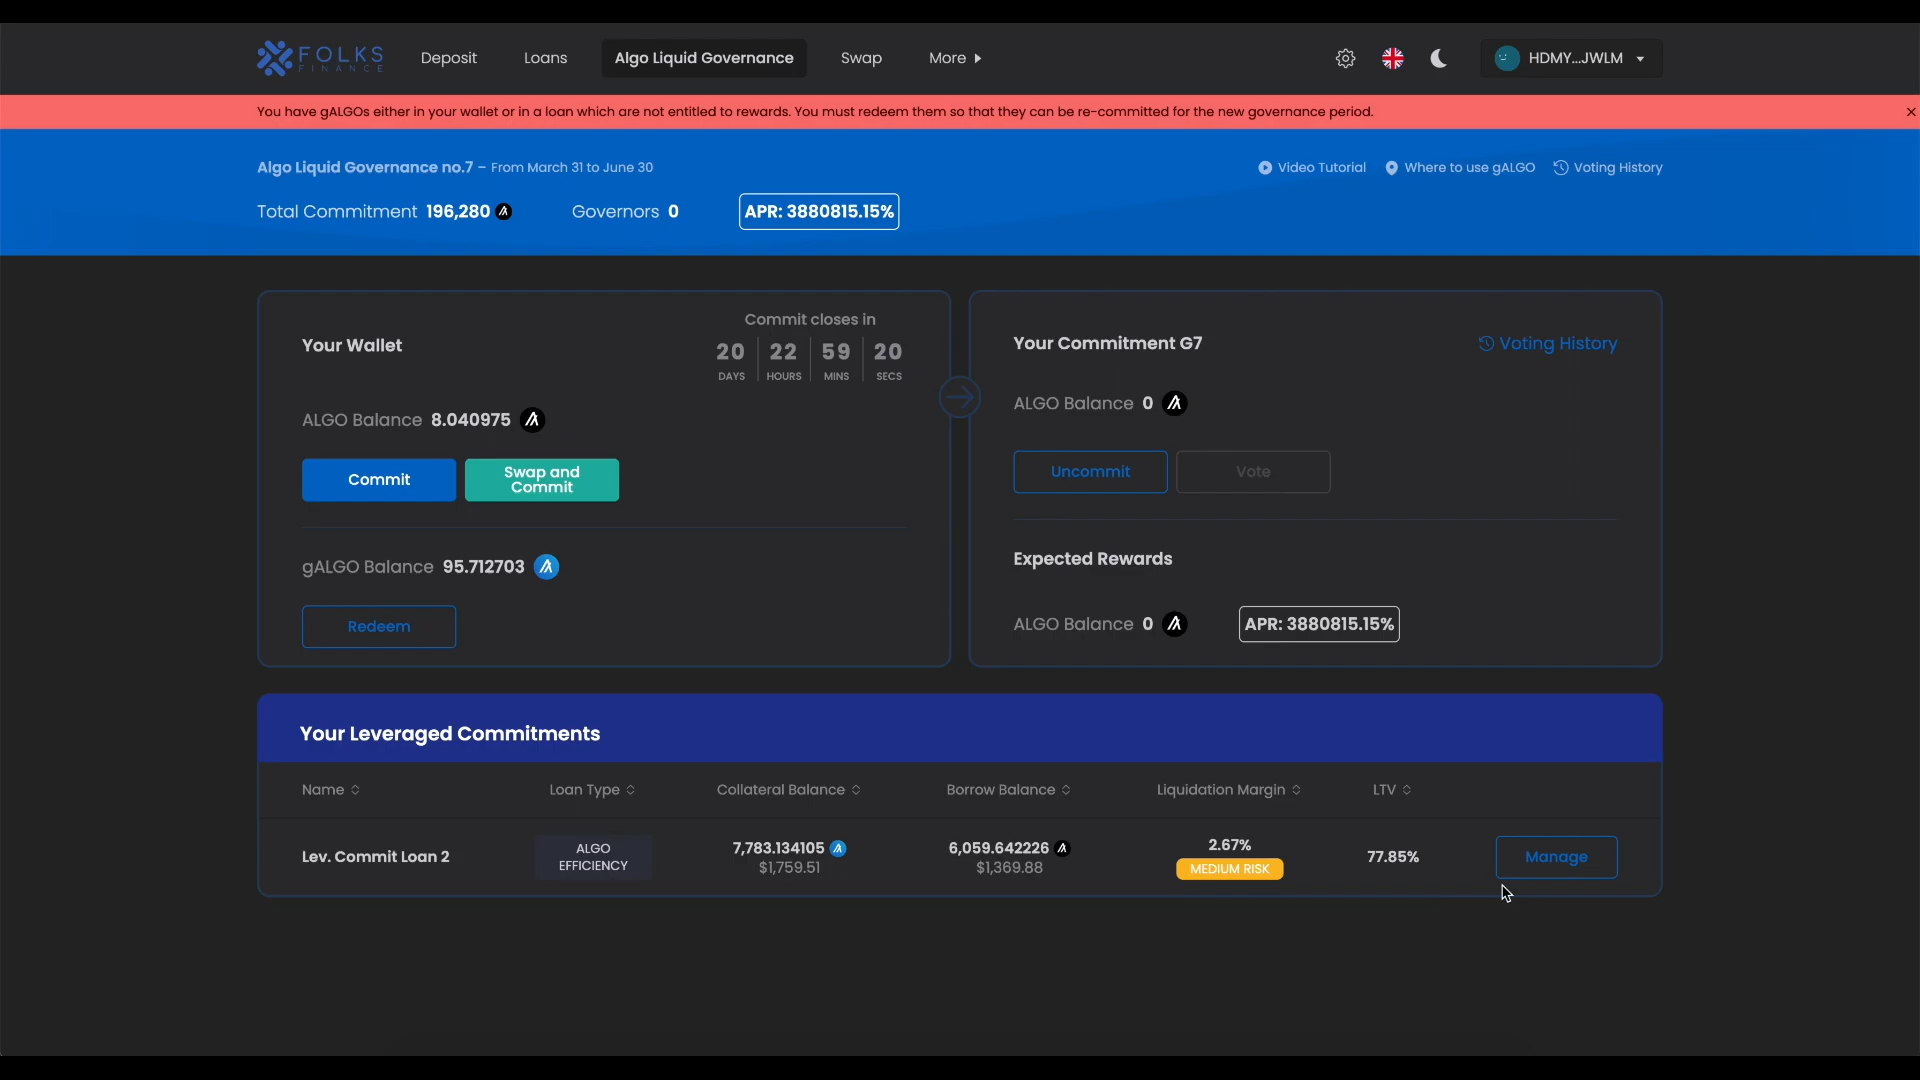 FOLKS
FINANCE
Deposit
Loans
Algo Liquid Governance
Swap
More
HDMY...JWLM
You have gALGOs either in your wallet or in a loan which are not entitled to rewards. You must redeem them so that they can be re-committed for the new governance period.
Algo Liquid Governance no.7 – From March 31 to June 30
Video Tutorial
Where to use gALGO
Voting History
Total Commitment 196,280
Governors 0
APR: 3880815.15%
Your Wallet
Commit closes in
20 22 59 20
DAYS HOURS MINS SECS
ALGO Balance 8.040975
Commit
Swap and
Commit
gALGO Balance 95.712703
Redeem
Your Commitment G7
Voting History
ALGO Balance 0
Uncommit
Vote
Expected Rewards
ALGO Balance 0
APR: 3880815.15%
Your Leveraged Commitments
Name
Loan Type
Collateral Balance
Borrow Balance
Liquidation Margin
LTV
Lev. Commit Loan 2
ALGO
EFFICIENCY
7,783.134105
$1,759.51
6,059.642226
$1,369.88
2.67%
MEDIUM RISK
77.85%
Manage